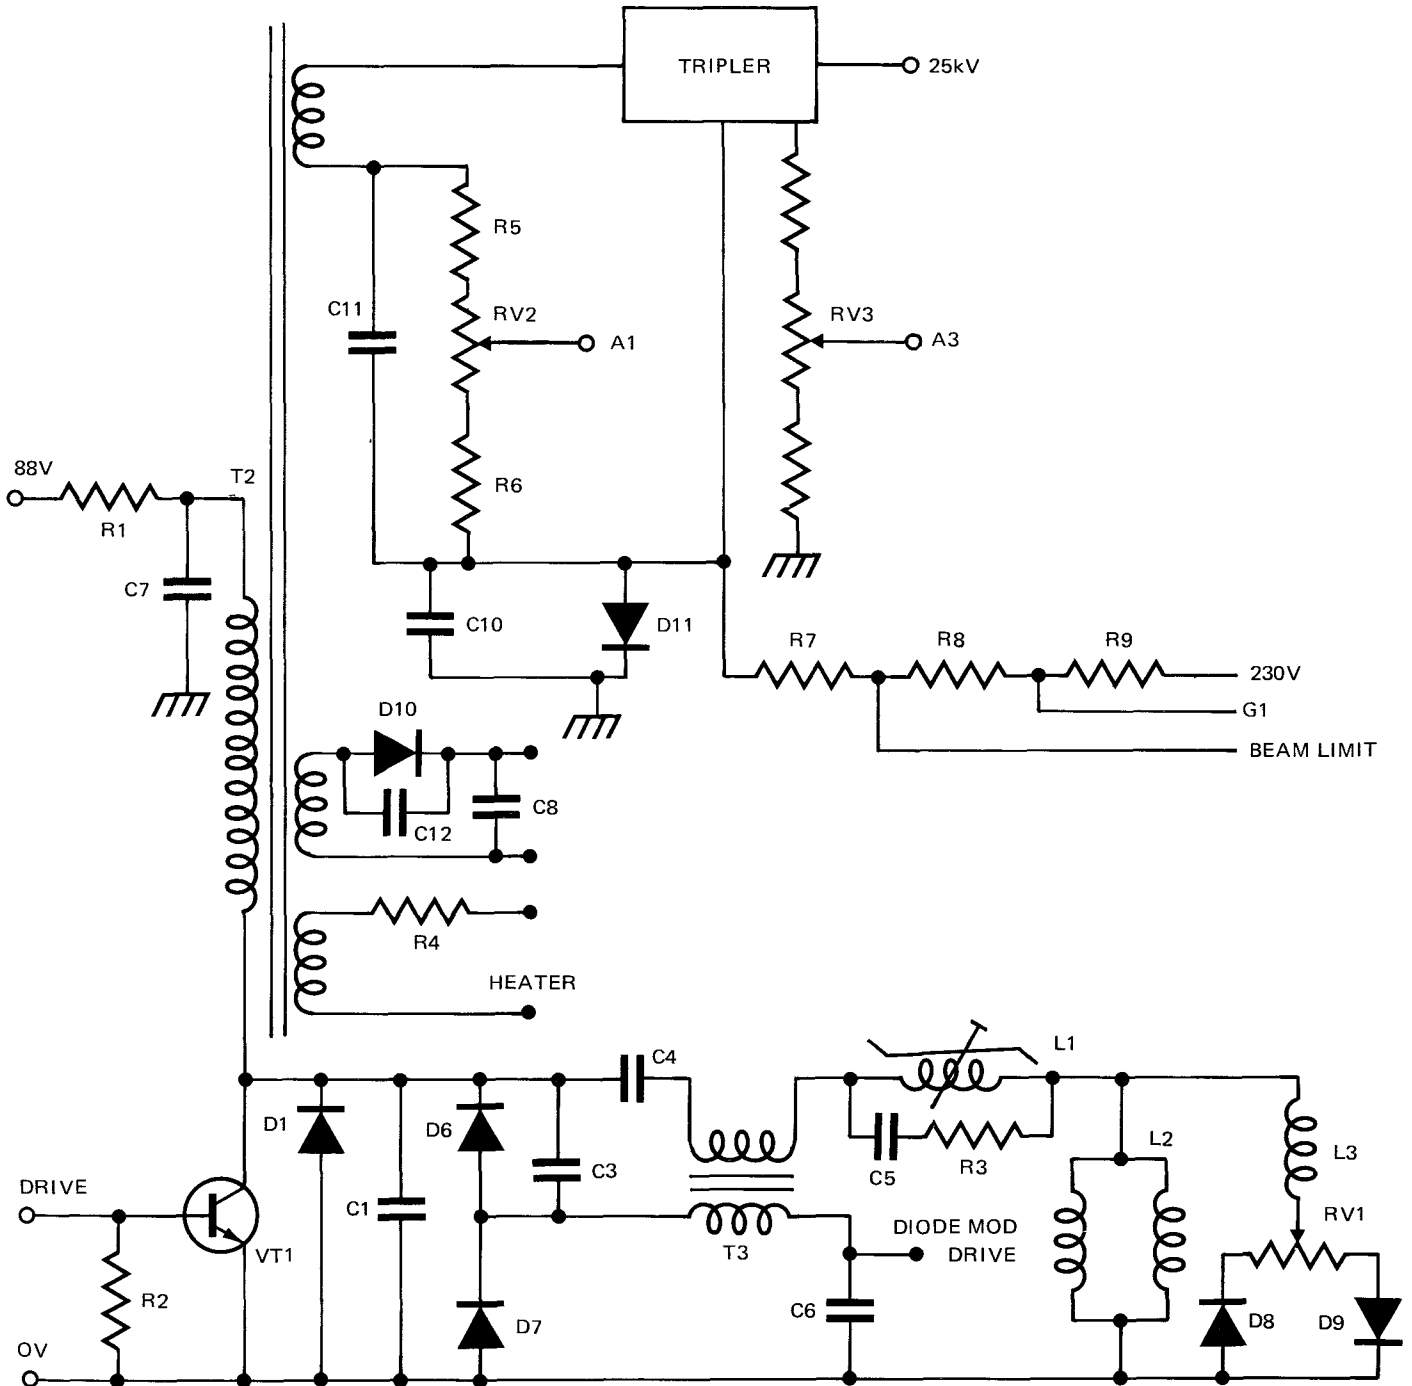 TRIPLER
25kV
R5
C11
RV2
A1
RV3
A3
88V
T2
R6
R1
C7
C10
D11
R7
R8
R9
230V
G1
BEAM LIMIT
D10
C8
C12
R4
HEATER
C4
L1
D1
D6
C3
C5
R3
L2
L3
DRIVE
C1
VT1
T3
DIODE MOD
DRIVE
RV1
R2
D7
C6
D8
D9
OV